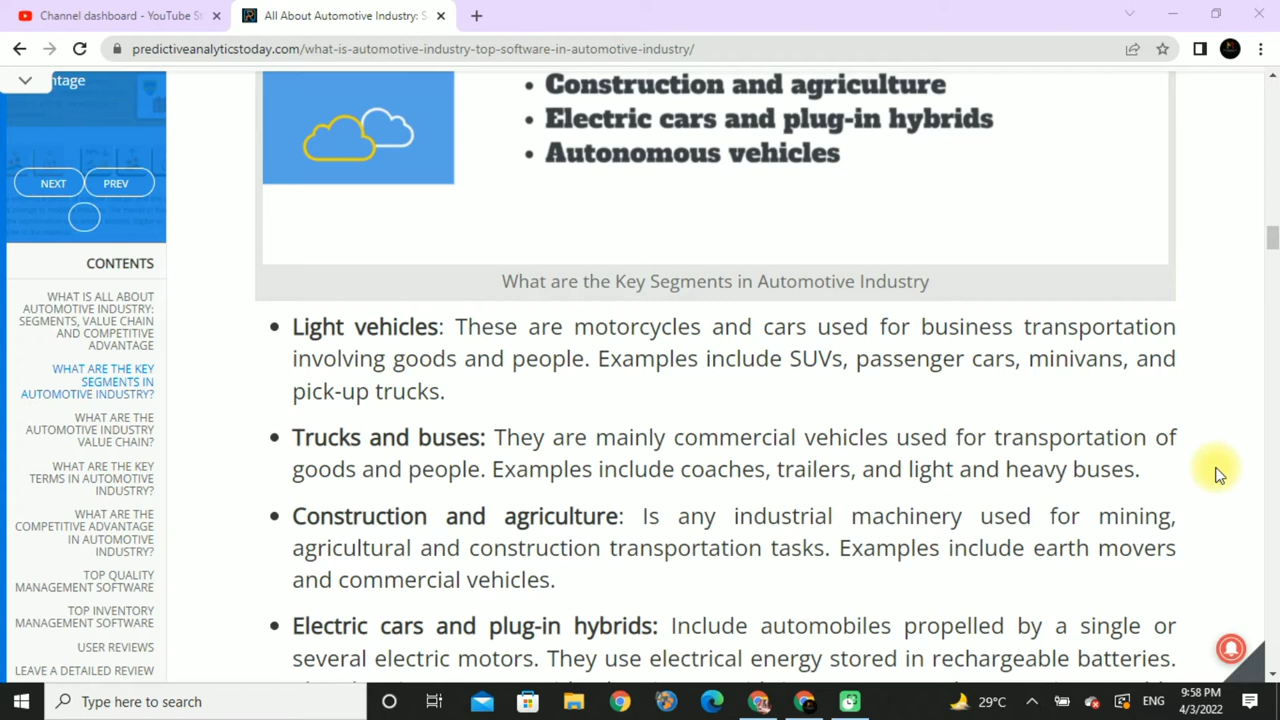 Channel dashboard - YouTube St
All About Automotive Industry: S
predictiveanalyticstoday.com/what-is-automotive-industry-top-software-in-automotive-industry/
ntage
NEXT
PREV
CONTENTS
WHAT IS ALL ABOUT
AUTOMOTIVE INDUSTRY:
SEGMENTS, VALUE CHAIN
AND COMPETITIVE
ADVANTAGE
WHAT ARE THE KEY
SEGMENTS IN
AUTOMOTIVE INDUSTRY?
WHAT ARE THE
AUTOMOTIVE INDUSTRY
VALUE CHAIN?
WHAT ARE THE KEY
TERMS IN AUTOMOTIVE
INDUSTRY?
WHAT ARE THE
COMPETITIVE ADVANTAGE
IN AUTOMOTIVE
INDUSTRY?
TOP QUALITY
MANAGEMENT SOFTWARE
TOP INVENTORY
MANAGEMENT SOFTWARE
USER REVIEWS
LEAVE A DETAILED REVIEW
• Construction and agriculture
• Electric cars and plug-in hybrids
• Autonomous vehicles
What are the Key Segments in Automotive Industry
• Light vehicles: These are motorcycles and cars used for business transportation
involving goods and people. Examples include SUVs, passenger cars, minivans, and
pick-up trucks.
• Trucks and buses: They are mainly commercial vehicles used for transportation of
goods and people. Examples include coaches, trailers, and light and heavy buses.
• Construction and agriculture: Is any industrial machinery used for mining,
agricultural and construction transportation tasks. Examples include earth movers
and commercial vehicles.
• Electric cars and plug-in hybrids: Include automobiles propelled by a single or
several electric motors. They use electrical energy stored in rechargeable batteries.
Type here to search
29°C
ENG
9:58 PM
4/3/2022